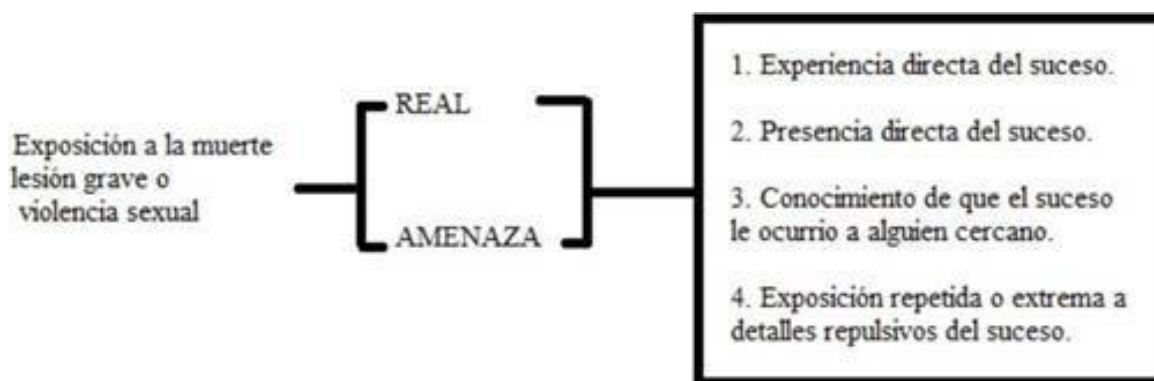 Exposición a la muerte
lesión grave o
violencia sexual
REAL
AMENAZA
1. Experiencia directa del suceso.
2. Presencia directa del suceso.
3. Conocimiento de que el suceso
le ocurrio a alguien cercano.
4. Exposición repetida o extrema a
detalles repulsivos del suceso.